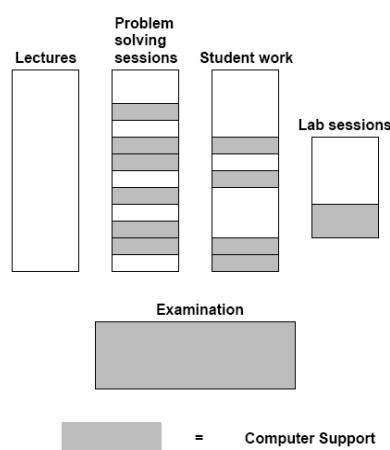 Problem
solving
Lectures sessions Student work
Lab sessions
Examination
= Computer Support